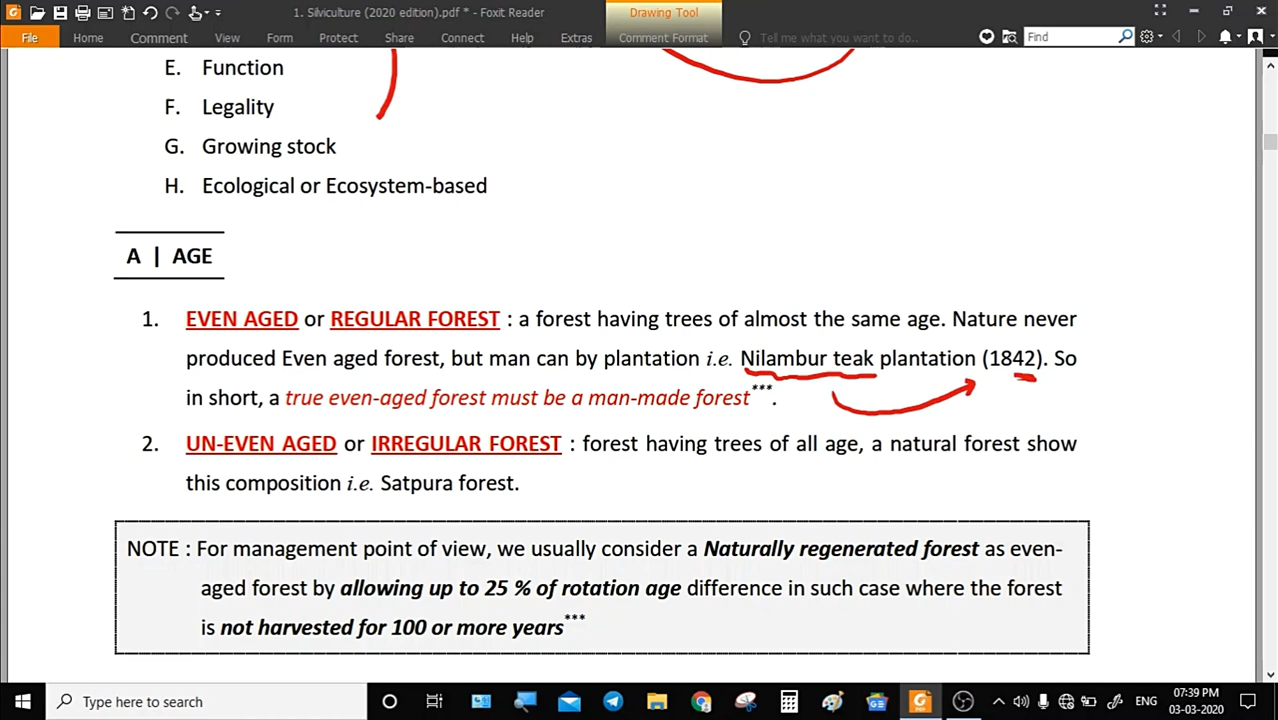 1. Silviculture (2020 edition).pdf * - Foxit Reader
Drawing Tool
File Home Comment View Form Protect Share Connect Help Extras Comment Format Tell me what you want to do.. Find
E. Function
F. Legality
G. Growing stock
H. Ecological or Ecosystem-based
A | AGE
1. EVEN AGED or REGULAR FOREST : a forest having trees of almost the same age. Nature never
produced Even aged forest, but man can by plantation i.e. Nilambur teak plantation (1842). So
in short, a true even-aged forest must be a man-made forest***.
2. UN-EVEN AGED or IRREGULAR FOREST : forest having trees of all age, a natural forest show
this composition i.e. Satpura forest.
NOTE : For management point of view, we usually consider a Naturally regenerated forest as even-
aged forest by allowing up to 25 % of rotation age difference in such case where the forest
is not harvested for 100 or more years***
Type here to search
ENG
07:39 PM
03-03-2020